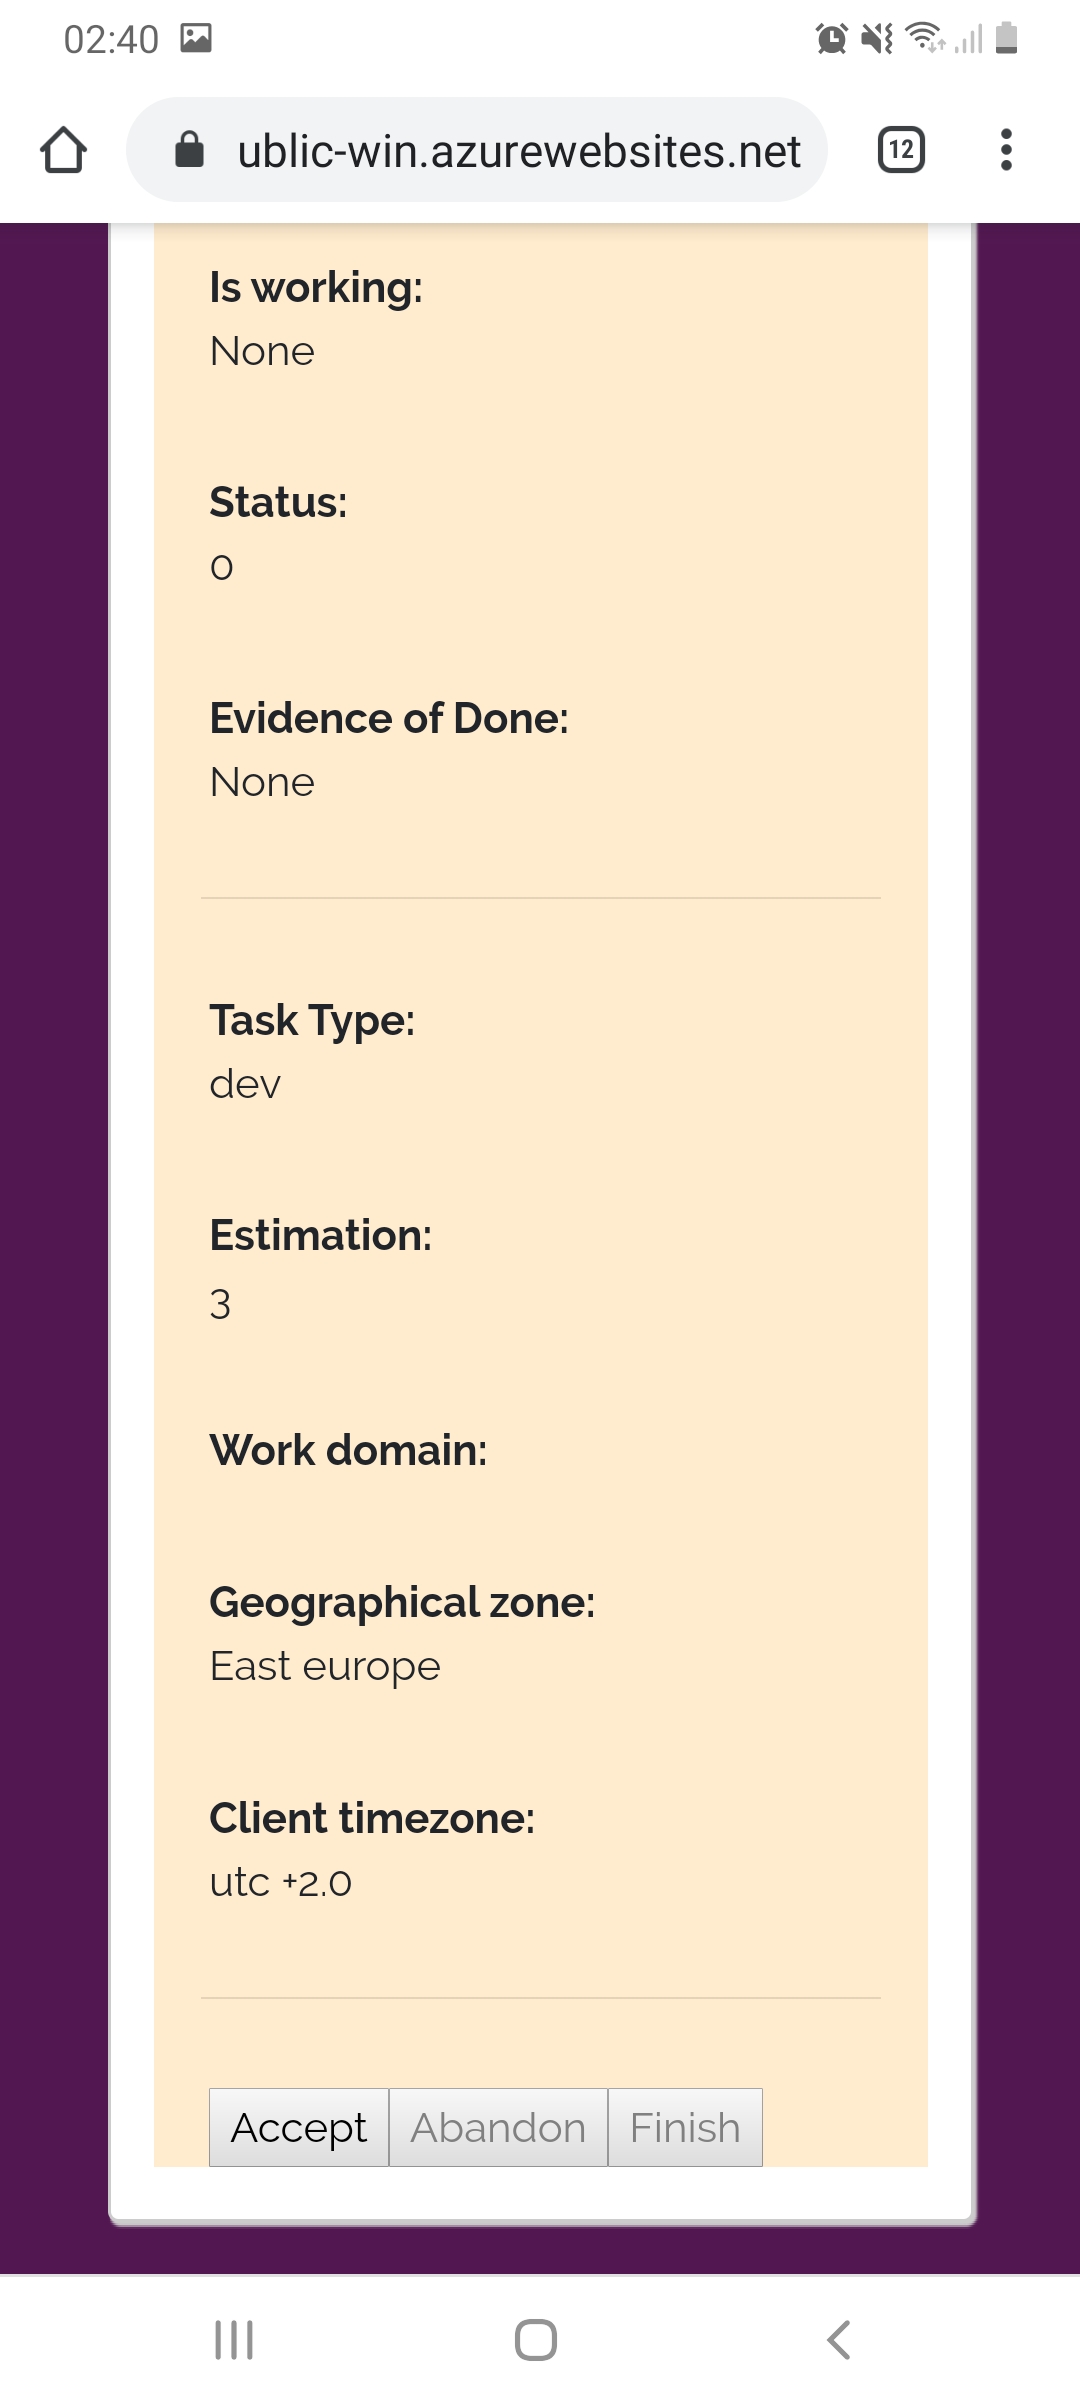 02:40
ublic-win.azurewebsites.net
12
Is working:
None
Status:
0
Evidence of Done:
None
Task Type:
dev
Estimation:
3
Work domain:
Geographical zone:
East europe
Client timezone:
utc +2.0
Accept Abandon Finish